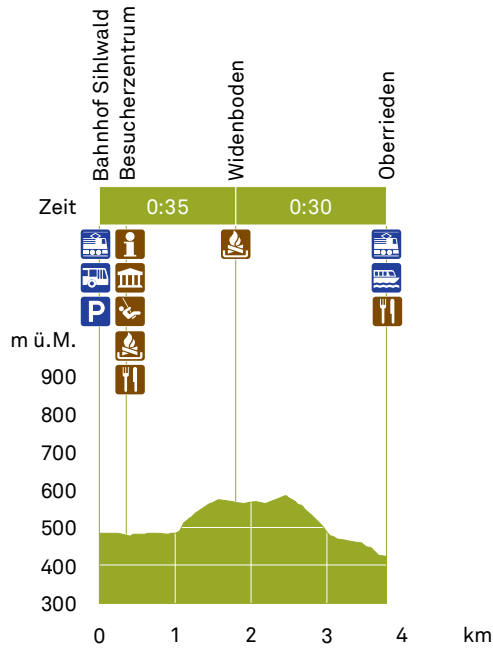 Bahnhof Sihlwald
Besucherzentrum
Widenboden
Oberrieden
Zeit 0:35 0:30
P
m ü.M.
900
800
700
600
500
400
300
0 1 2 3 4 km